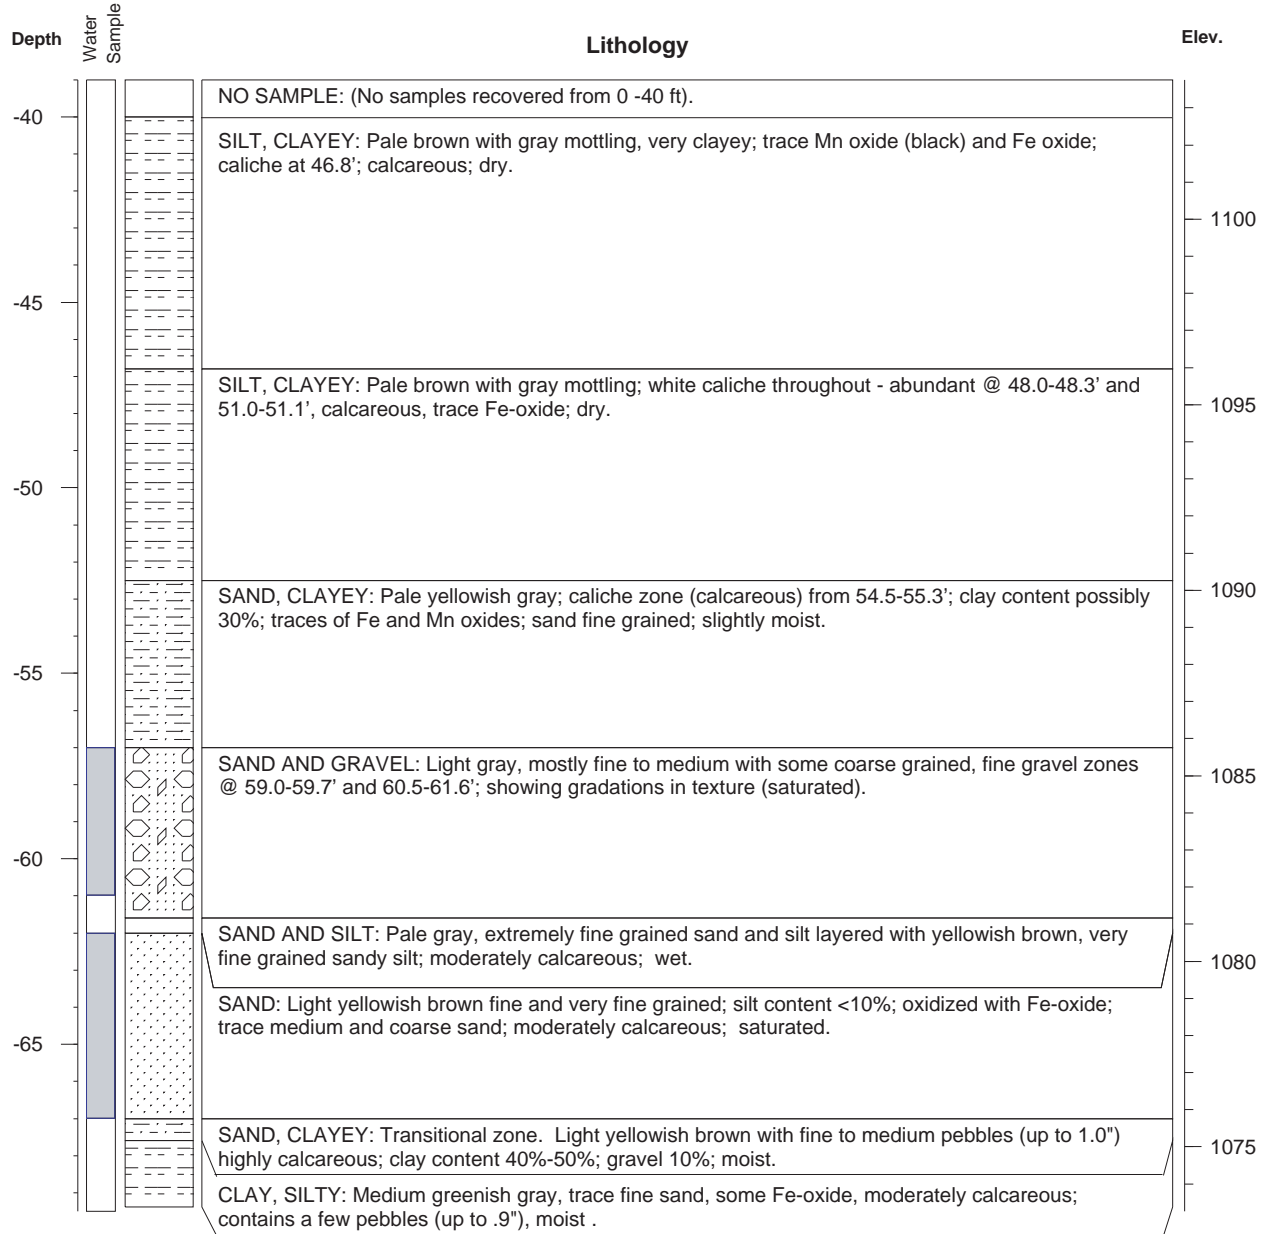 Depth
Water
Sample
Lithology
Elev.
NO SAMPLE: (No samples recovered from 0 -40 ft).
-40
SILT, CLAYEY: Pale brown with gray mottling, very clayey; trace Mn oxide (black) and Fe oxide;
caliche at 46.8’; calcareous; dry.
1100
-45
SILT, CLAYEY: Pale brown with gray mottling; white caliche throughout - abundant @ 48.0-48.3’ and
51.0-51.1’, calcareous, trace Fe-oxide; dry.
1095
-50
SAND, CLAYEY: Pale yellowish gray; caliche zone (calcareous) from 54.5-55.3’; clay content possibly
30%; traces of Fe and Mn oxides; sand fine grained; slightly moist.
1090
-55
SAND AND GRAVEL: Light gray, mostly fine to medium with some coarse grained, fine gravel zones
@ 59.0-59.7’ and 60.5-61.6’; showing gradations in texture (saturated).
1085
-60
SAND AND SILT: Pale gray, extremely fine grained sand and silt layered with yellowish brown, very
fine grained sandy silt; moderately calcareous;  wet.
1080
SAND: Light yellowish brown fine and very fine grained; silt content <10%; oxidized with Fe-oxide;
trace medium and coarse sand; moderately calcareous;  saturated.
-65
SAND, CLAYEY: Transitional zone.  Light yellowish brown with fine to medium pebbles (up to 1.0")
highly calcareous; clay content 40%-50%; gravel 10%; moist.
1075
CLAY, SILTY: Medium greenish gray, trace fine sand, some Fe-oxide, moderately calcareous;
contains a few pebbles (up to .9"), moist .